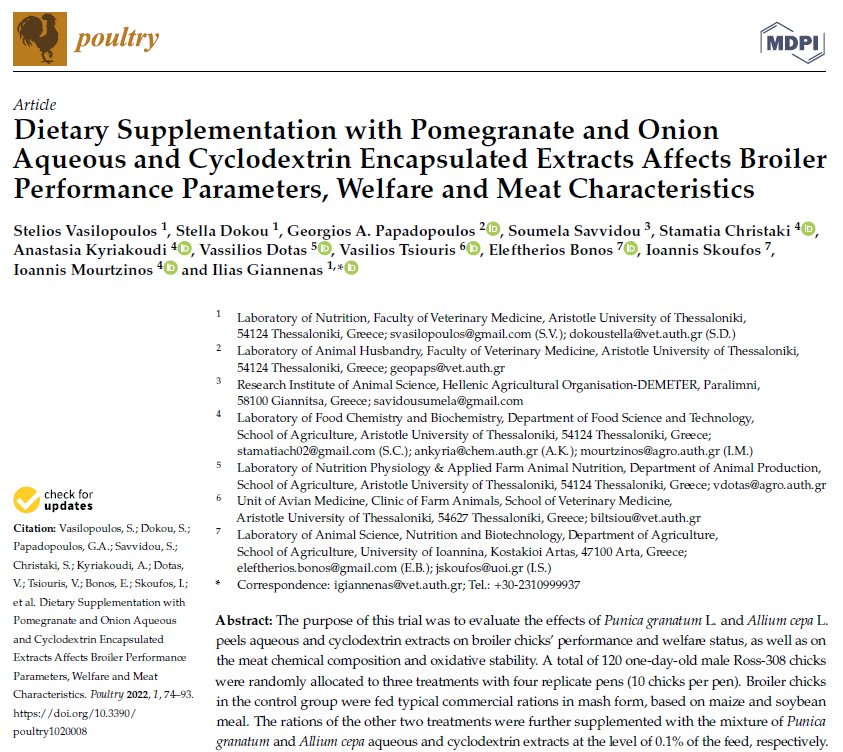 poultry
MDPI
Article
Dietary Supplementation with Pomegranate and Onion
Aqueous and Cyclodextrin Encapsulated Extracts Affects Broiler
Performance Parameters, Welfare and Meat Characteristics
Stelios Vasilopoulos 1, Stella Dokou 1, Georgios A. Papadopoulos 2 iD, Soumela Savvidou 3, Stamatia Christaki 4 iD,
Anastasia Kyriakoudi 4 iD, Vassilios Dotas 5 iD, Vasilios Tsiouris 6 iD, Eleftherios Bonos 7 iD, Ioannis Skoufos 7,
Ioannis Mourtzinos 4 iD and Ilias Giannenas 1,* iD
1 Laboratory of Nutrition, Faculty of Veterinary Medicine, Aristotle University of Thessaloniki,
54124 Thessaloniki, Greece; svasilopoulos@gmail.com (S.V.); dokoustella@vet.auth.gr (S.D.)
2 Laboratory of Animal Husbandry, Faculty of Veterinary Medicine, Aristotle University of Thessaloniki,
54124 Thessaloniki, Greece; geopaps@vet.auth.gr
3 Research Institute of Animal Science, Hellenic Agricultural Organisation-DEMETER, Paralimni,
58100 Giannitsa, Greece; savidousumela@gmail.com
4 Laboratory of Food Chemistry and Biochemistry, Department of Food Science and Technology,
School of Agriculture, Aristotle University of Thessaloniki, 54124 Thessaloniki, Greece;
stamatiach02@gmail.com (S.C.); ankyria@chem.auth.gr (A.K.); mourtzinos@agro.auth.gr (I.M.)
5 Laboratory of Nutrition Physiology & Applied Farm Animal Nutrition, Department of Animal Production,
School of Agriculture, Aristotle University of Thessaloniki, 54124 Thessaloniki, Greece; vdotas@agro.auth.gr
6 Unit of Avian Medicine, Clinic of Farm Animals, School of Veterinary Medicine,
Aristotle University of Thessaloniki, 54627 Thessaloniki, Greece; biltsiou@vet.auth.gr
7 Laboratory of Animal Science, Nutrition and Biotechnology, Department of Agriculture,
School of Agriculture, University of Ioannina, Kostakioi Artas, 47100 Arta, Greece;
eleftherios.bonos@gmail.com (E.B.); jskoufos@uoi.gr (I.S.)
* Correspondence: igiannenas@vet.auth.gr; Tel.: +30-2310999937
check for
updates
Citation: Vasilopoulos, S.; Dokou, S.;
Papadopoulos, G.A.; Savvidou, S.;
Christaki, S.; Kyriakoudi, A.; Dotas,
V.; Tsiouris, V.; Bonos, E.; Skoufos, I.;
et al. Dietary Supplementation with
Pomegranate and Onion Aqueous
and Cyclodextrin Encapsulated
Extracts Affects Broiler Performance
Parameters, Welfare and Meat
Characteristics. Poultry 2022, 1, 74–93.
https://doi.org/10.3390/
poultry1020008
Abstract: The purpose of this trial was to evaluate the effects of Punica granatum L. and Allium cepa L.
peels aqueous and cyclodextrin extracts on broiler chicks' performance and welfare status, as well as on
the meat chemical composition and oxidative stability. A total of 120 one-day-old male Ross-308 chicks
were randomly allocated to three treatments with four replicate pens (10 chicks per pen). Broiler chicks
in the control group were fed typical commercial rations in mash form, based on maize and soybean
meal. The rations of the other two treatments were further supplemented with the mixture of Punica
granatum and Allium cepa aqueous and cyclodextrin extracts at the level of 0.1% of the feed, respectively.